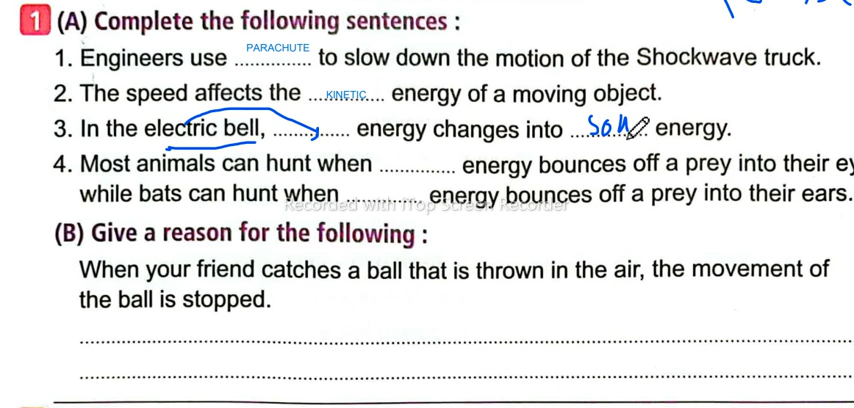 1 (A) Complete the following sentences :
1. Engineers use PARACHUTE to slow down the motion of the Shockwave truck.
2. The speed affects the ....KINETIC.... energy of a moving object.
3. In the electric bell, ............... energy changes into ....Sou.... energy.
4. Most animals can hunt when ............... energy bounces off a prey into their ey
while bats can hunt when ............... energy bounces off a prey into their ears.
Recorded with iTop Screen Recorder
(B) Give a reason for the following :
When your friend catches a ball that is thrown in the air, the movement of
the ball is stopped.